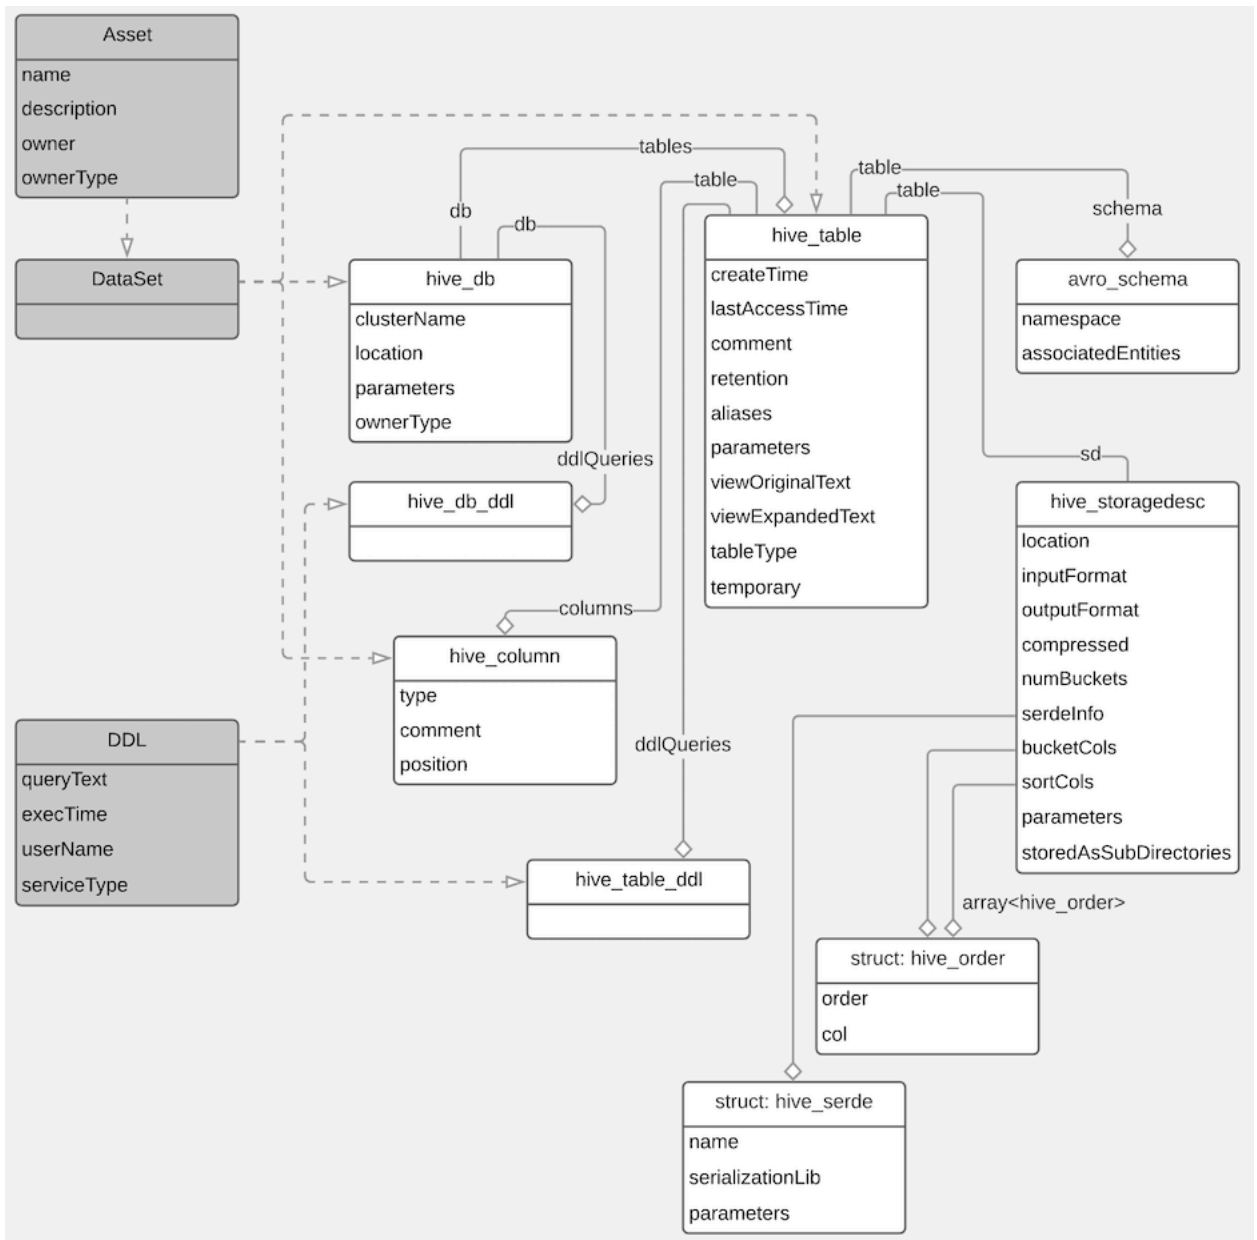 Asset
name
description
owner
ownerType
DataSet
tables
table
db
db
hive_db
clusterName
location
parameters
ownerType
ddlQueries
hive_db_ddl
hive_table
createTime
lastAccessTime
comment
retention
aliases
parameters
viewOriginalText
viewExpandedText
tableType
temporary
table
table
schema
avro_schema
namespace
associatedEntities
sd
hive_storagedesc
location
inputFormat
outputFormat
compressed
numBuckets
serdeInfo
bucketCols
sortCols
parameters
storedAsSubDirectories
columns
hive_column
type
comment
position
DDL
queryText
execTime
userName
serviceType
ddlQueries
hive_table_ddl
array<hive_order>
struct: hive_order
order
col
struct: hive_serde
name
serializationLib
parameters